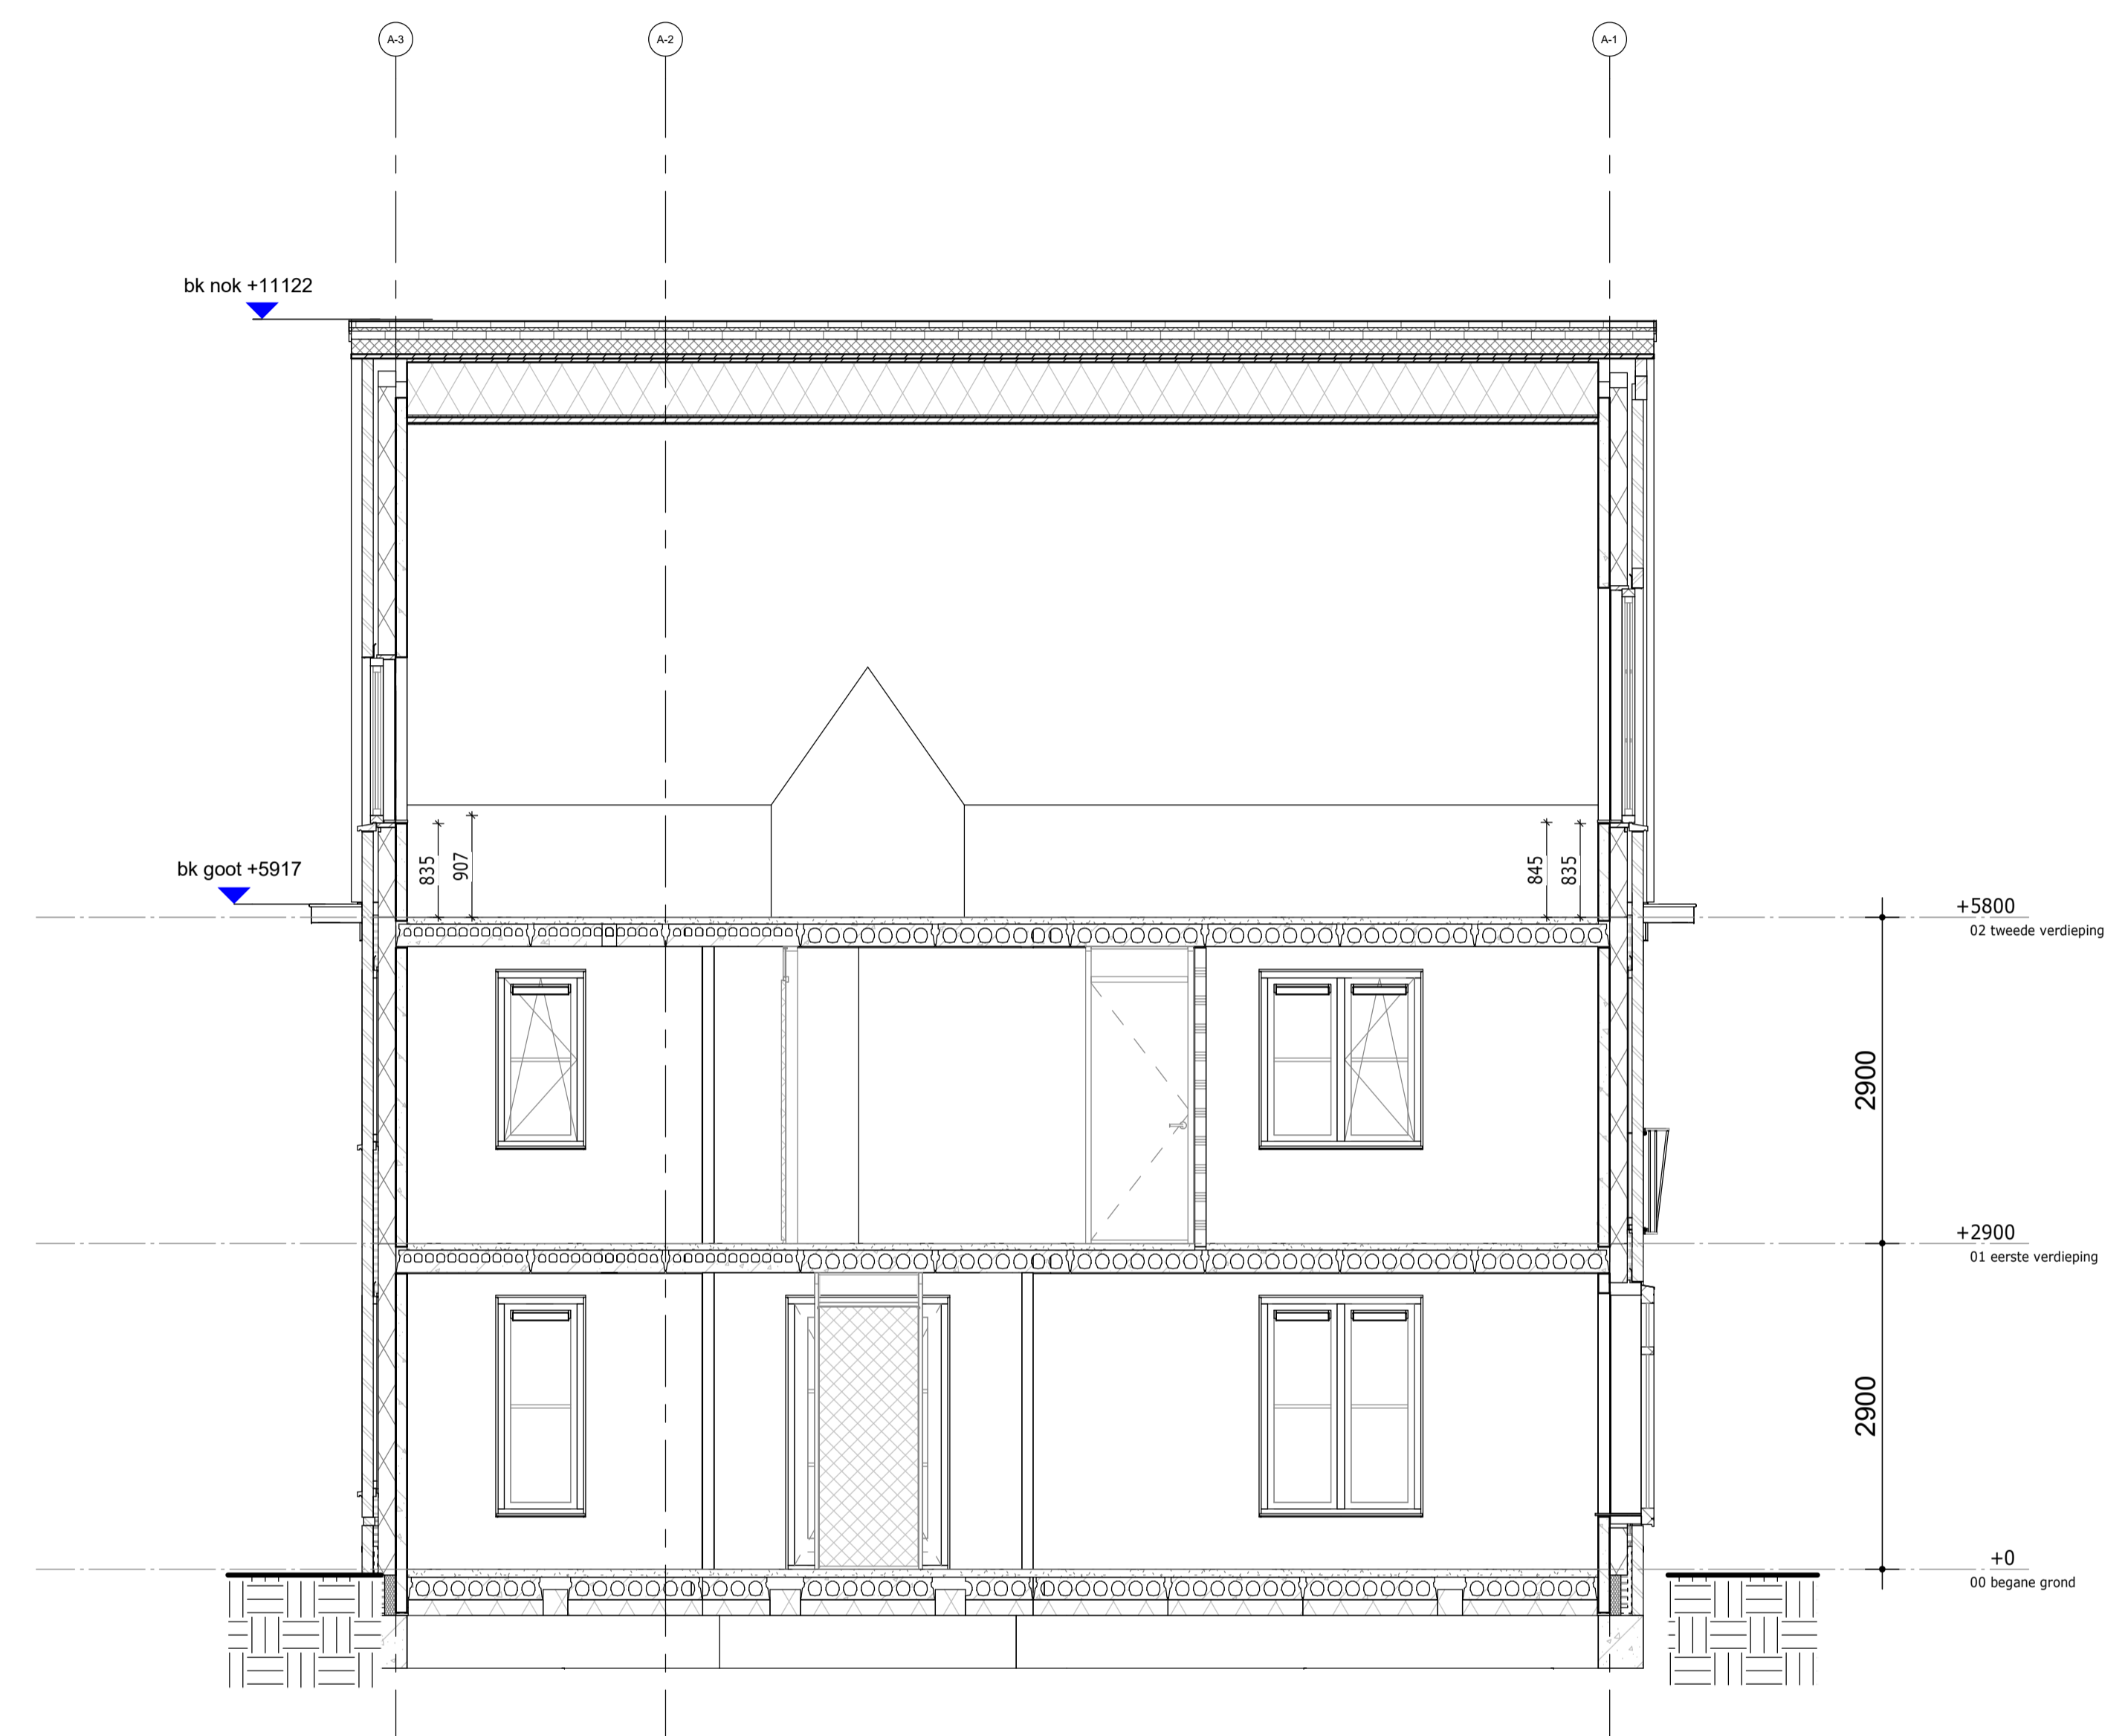 A-3
A-2
A-1
bk nok +11122
bk goot +5917
835
907
845
835
+5800
02 tweede verdieping
2900
+2900
01 eerste verdieping
2900
+0
00 begane grond